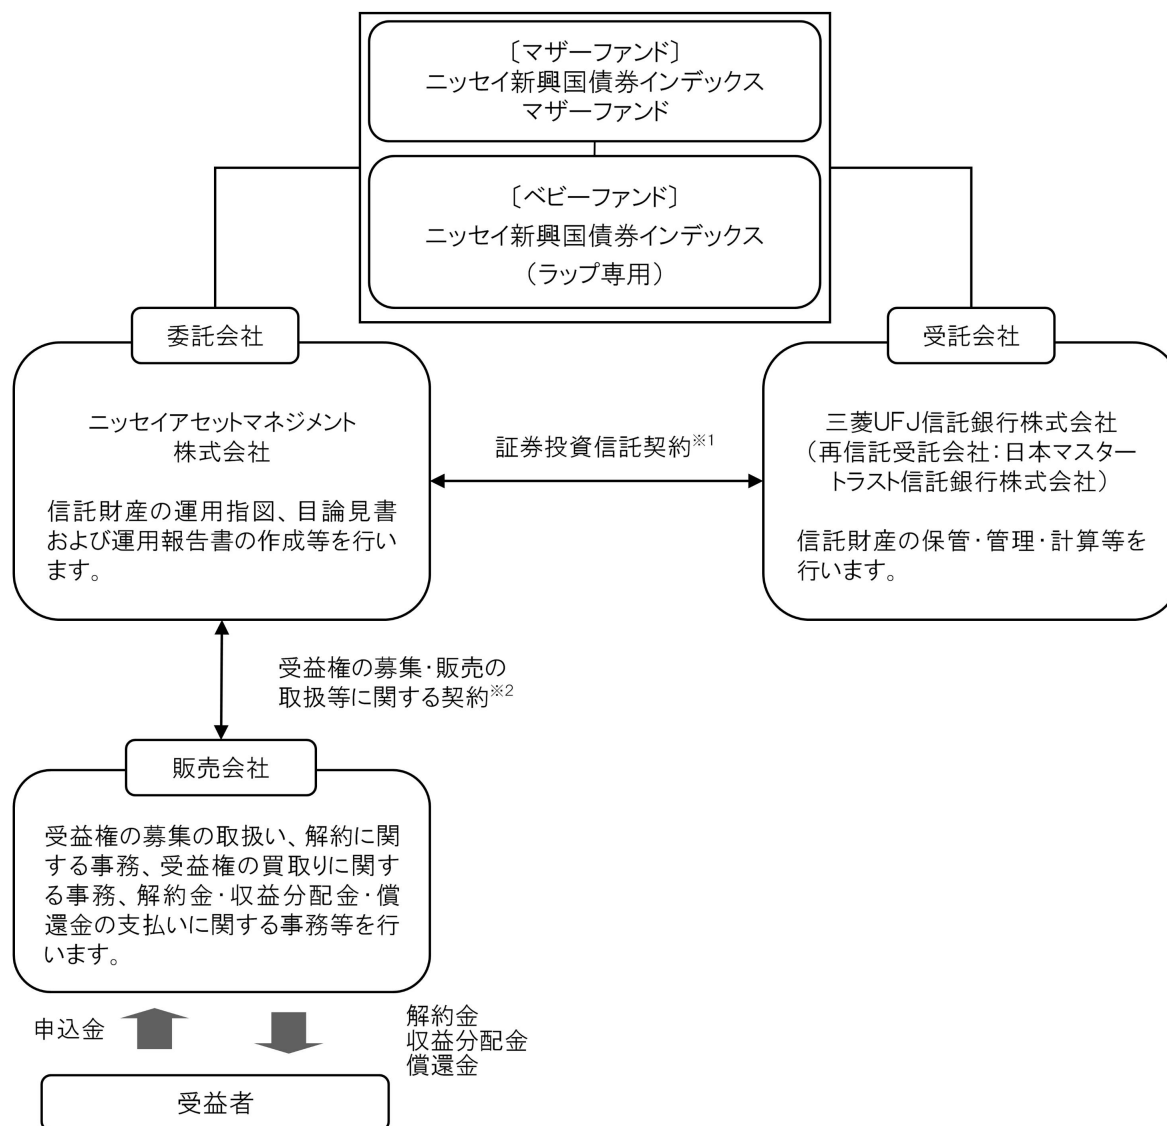 〔マザーファンド〕
ニッセイ新興国債券インデックス
マザーファンド
〔ベビーファンド〕
ニッセイ新興国債券インデックス
（ラップ専用）
委託会社
ニッセイアセットマネジメント
株式会社
信託財産の運用指図、目論見書
および運用報告書の作成等を行い
ます。
証券投資信託契約※1
受託会社
三菱UFJ信託銀行株式会社
（再信託受託会社：日本マスター
トラスト信託銀行株式会社）
信託財産の保管・管理・計算等を
行います。
受益権の募集・販売の
取扱等に関する契約※2
販売会社
受益権の募集の取扱い、解約に関
する事務、受益権の買取りに関す
る事務、解約金・収益分配金・償
還金の支払いに関する事務等を行
います。
申込金
解約金
収益分配金
償還金
受益者